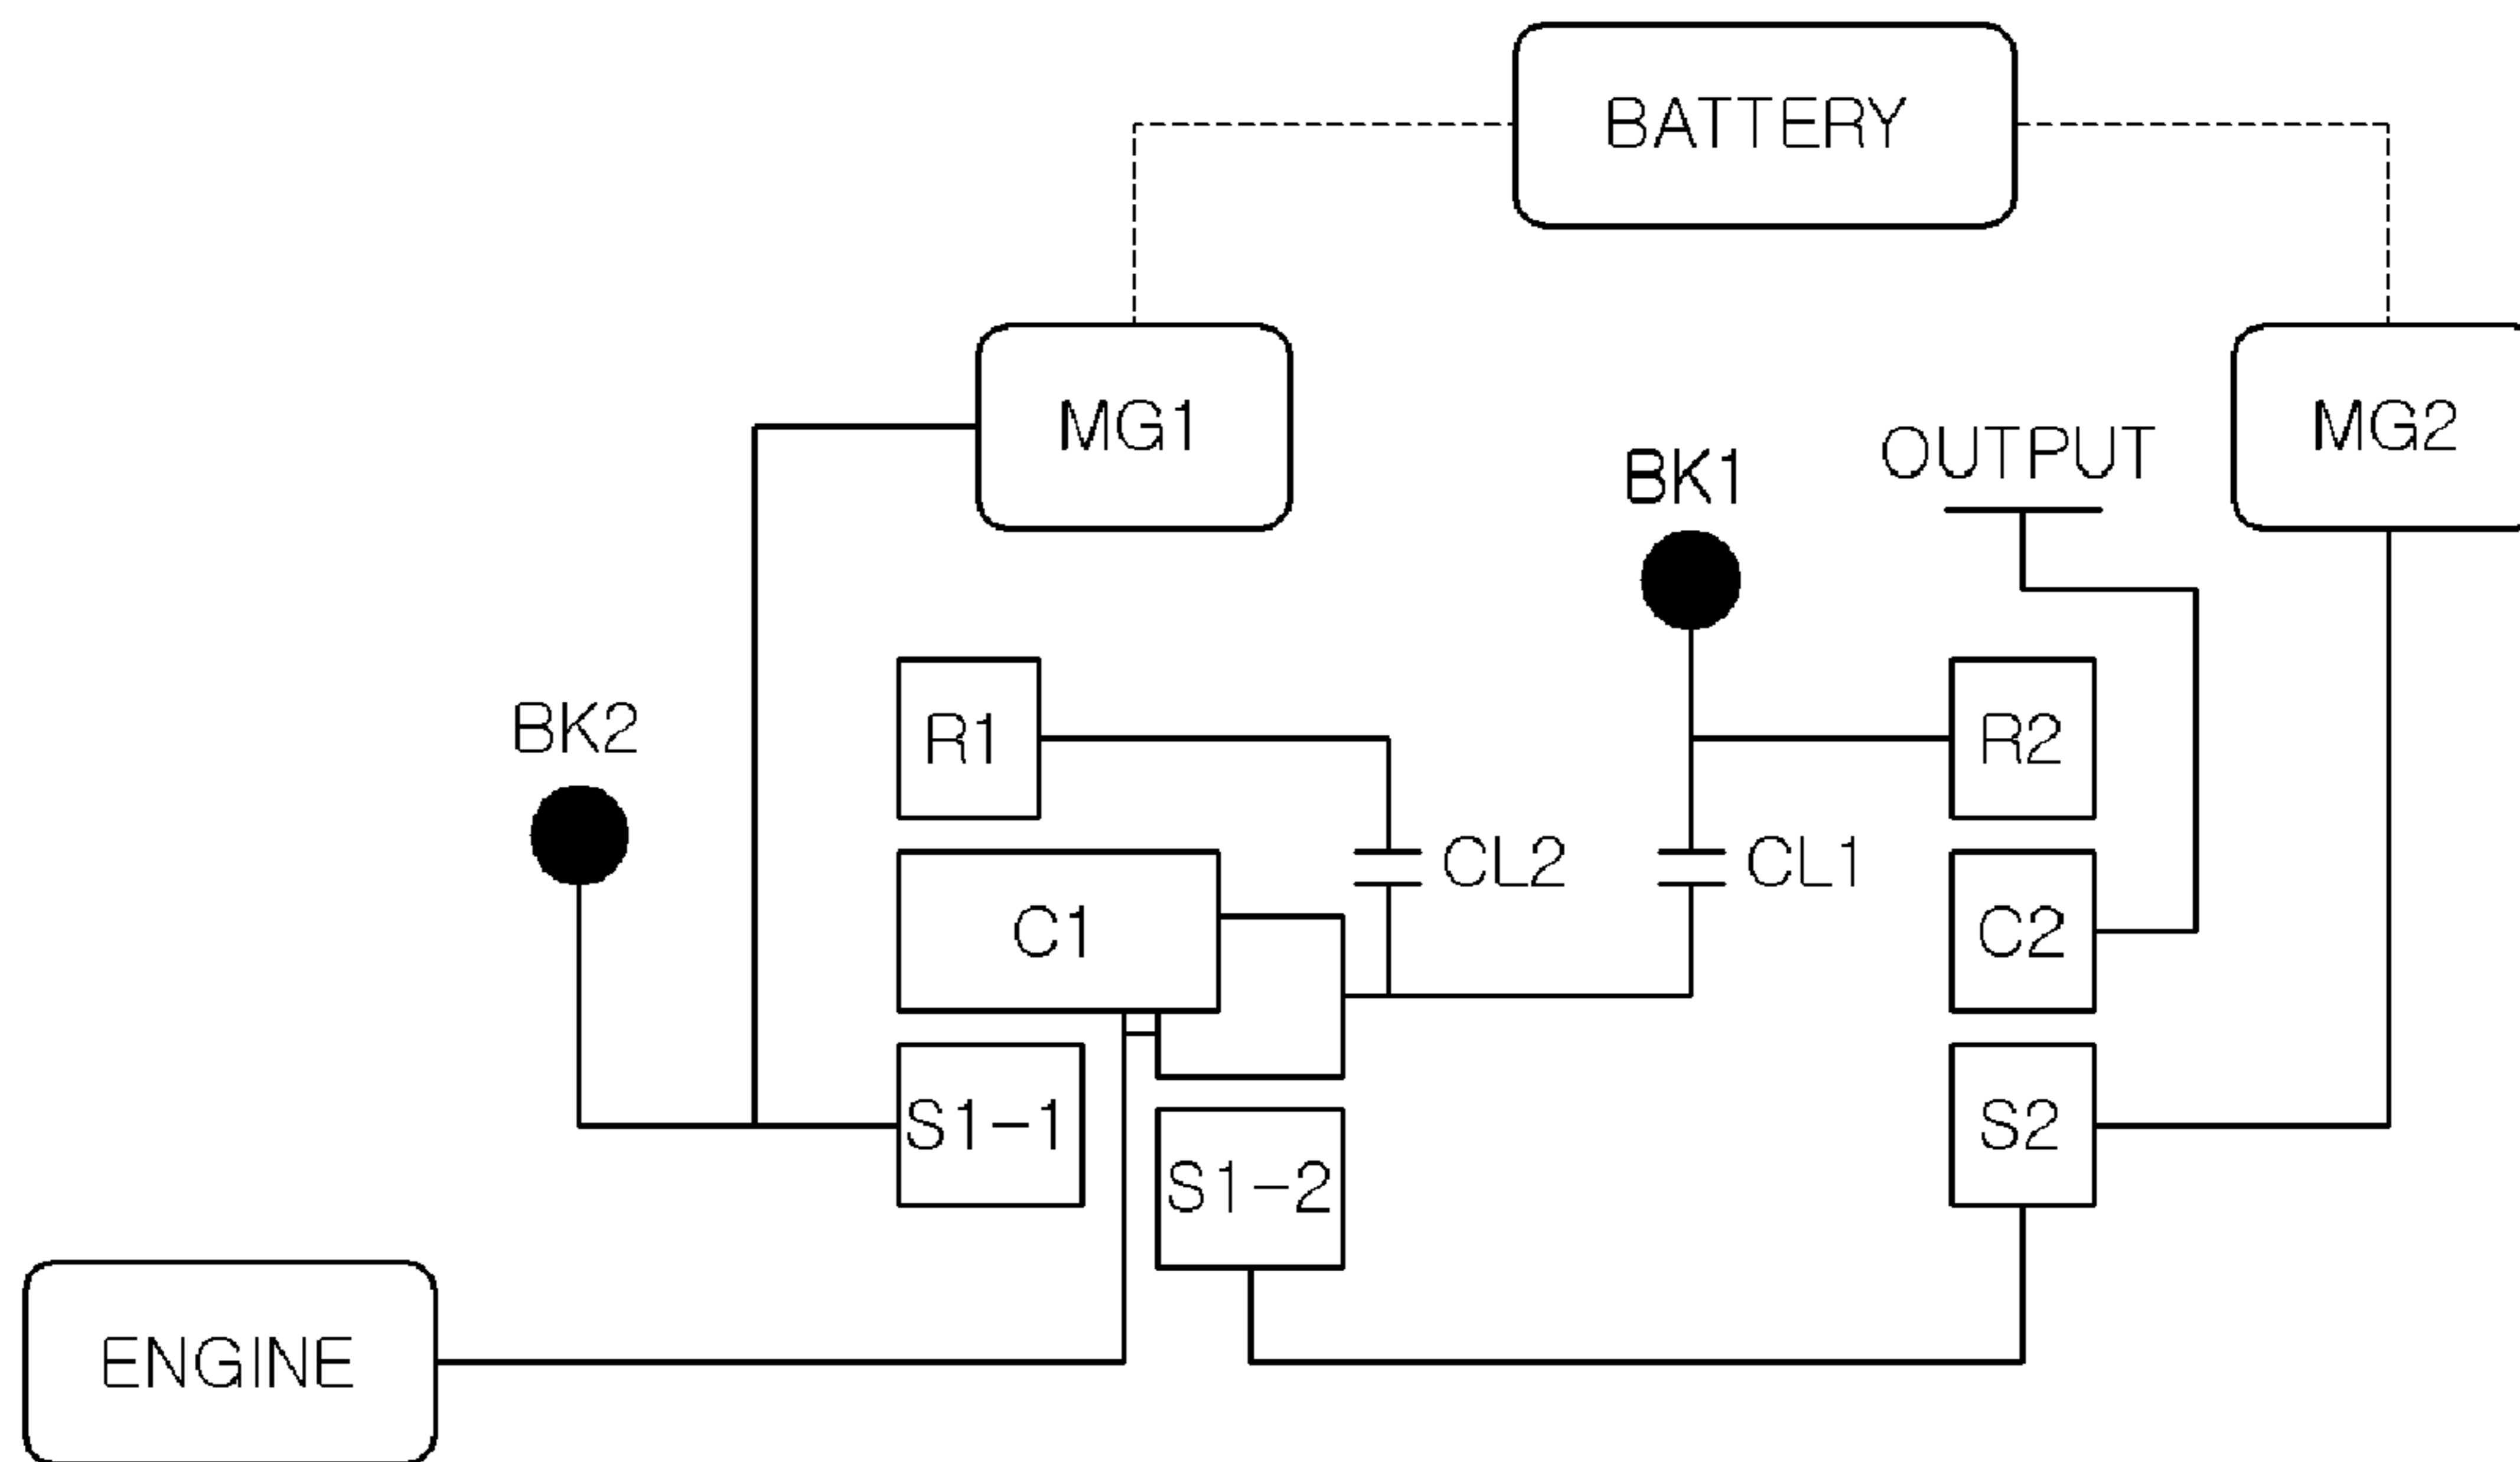 BATTERY
MG1
MG2
BK1
OUTPUT
BK2
R1
R2
CL2
CL1
C1
C2
S1-1
S2
S1-2
ENGINE